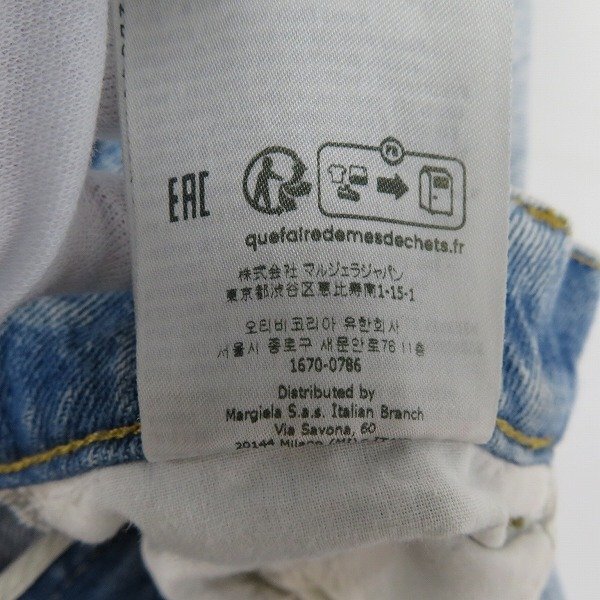 EAC
FR
quefairedemesdechets.fr
株式会社 マルジェラジャパン
東京都渋谷区恵比寿南1-15-1
오티비코리아 유한회사
서울시 종로구 새문안로76 11층
1670-0786
Distributed by
Margiela S.a.s. Italian Branch
Via Savona, 60
20144 Milano